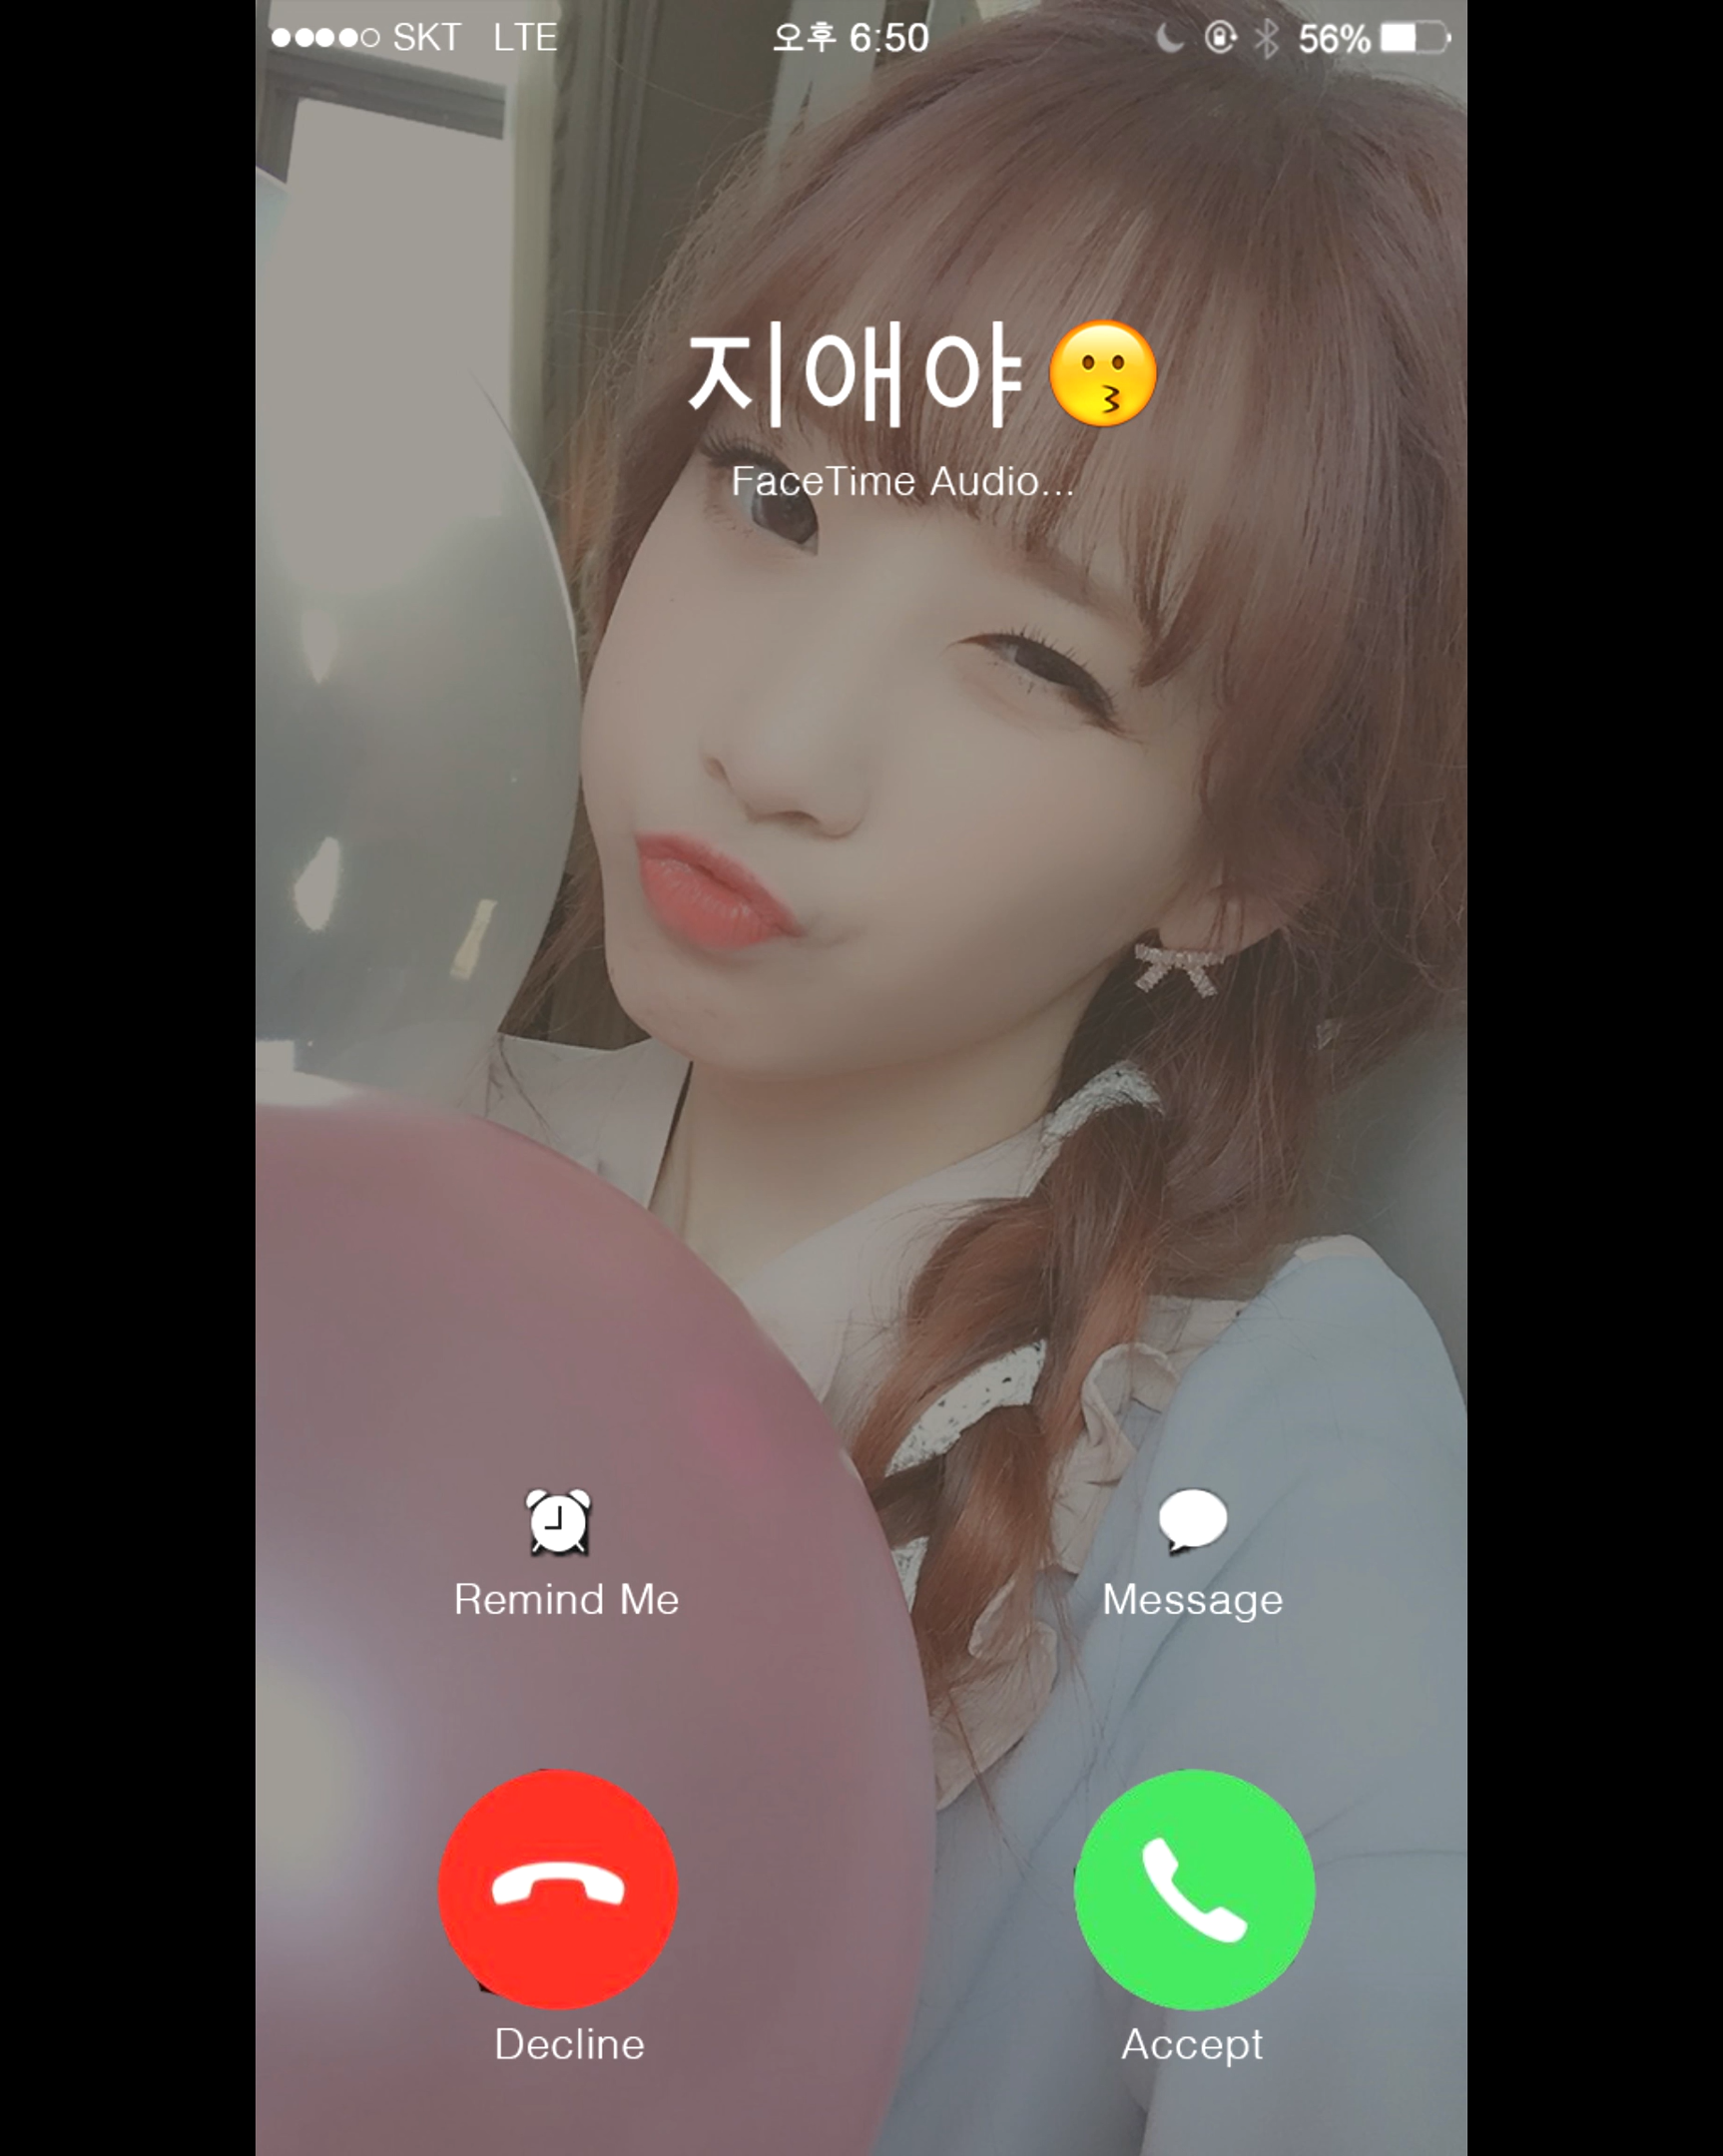 SKT LTE 오후 6:50 56%
지애야😗
FaceTime Audio...
Remind Me Message
Decline Accept